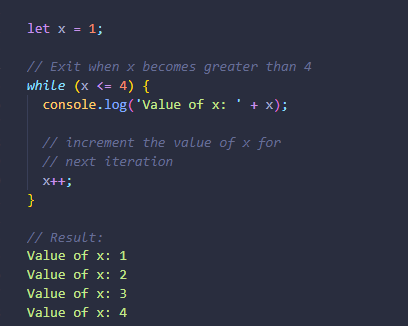 let x = 1;
// Exit when x becomes greater than 4
while (x <= 4) {
console.log('Value of x: ' + x);
// increment the value of x for
// next iteration
x++;
}
// Result:
Value of x: 1
Value of x: 2
Value of x: 3
Value of x: 4